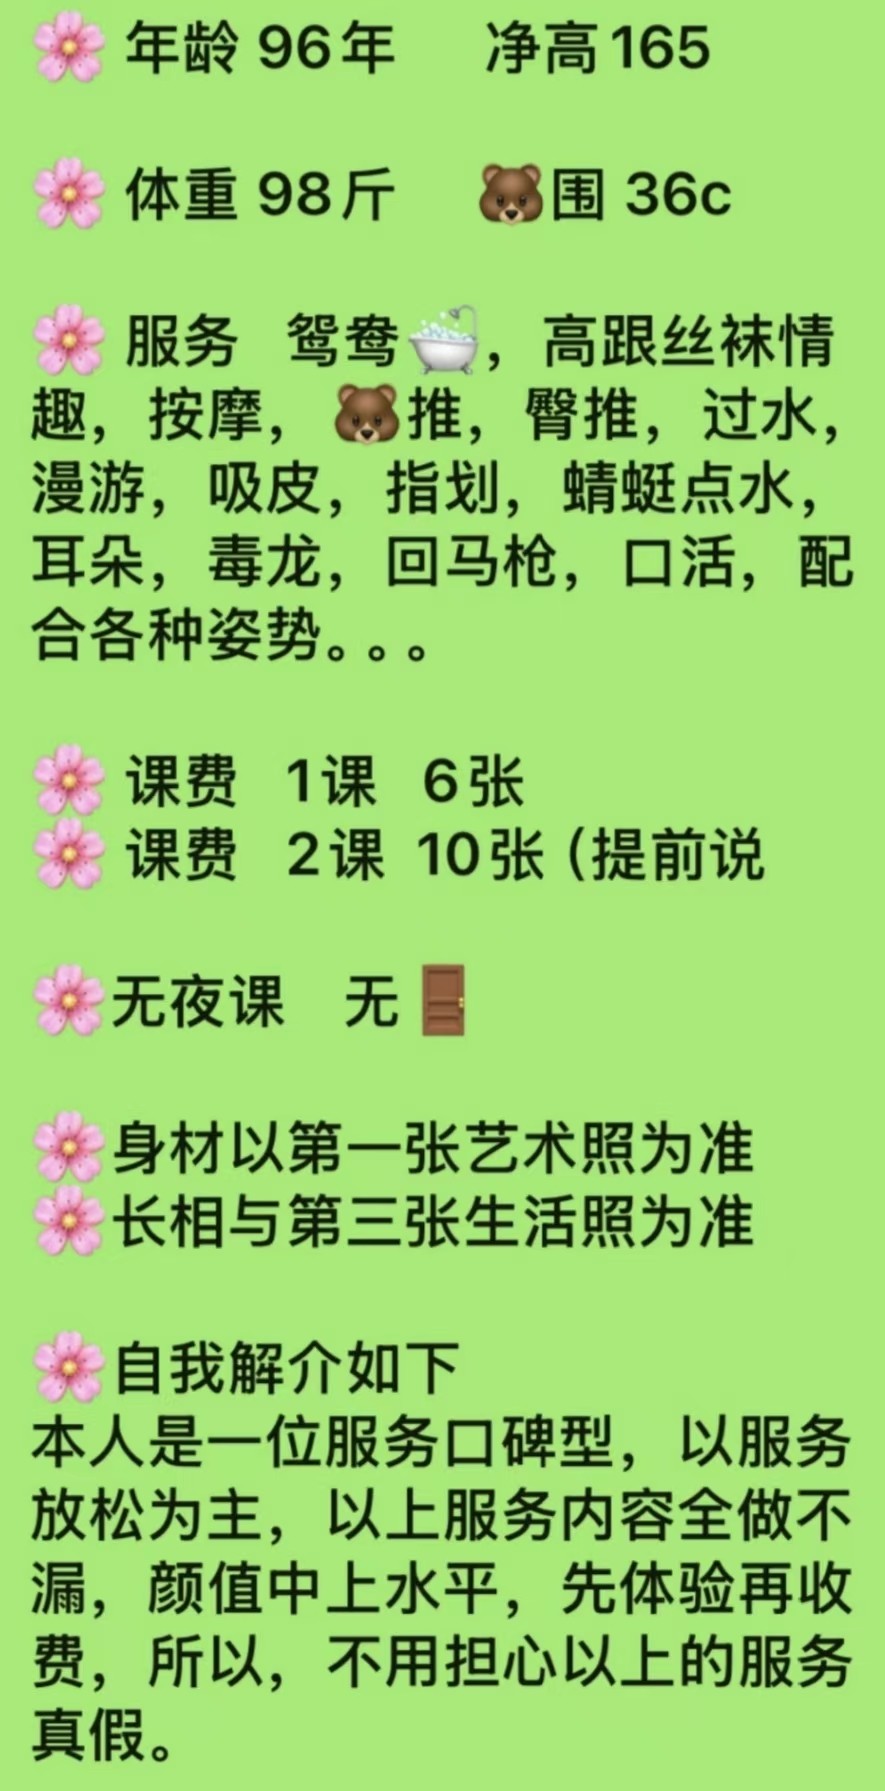 🌸 年龄 96年 净高165
🌸 体重 98斤 🐻围 36c
🌸 服务 鸳鸯🛁，高跟丝袜情
趣，按摩，🐻推，臀推，过水，
漫游，吸皮，指划，蜻蜓点水，
耳朵，毒龙，回马枪，口活，配
合各种姿势。。。
🌸 课费 1课 6张
🌸 课费 2课 10张（提前说
🌸无夜课 无🚪
🌸身材以第一张艺术照为准
🌸长相与第三张生活照为准
🌸自我解介如下
本人是一位服务口碑型，以服务
放松为主，以上服务内容全做不
漏，颜值中上水平，先体验再收
费，所以，不用担心以上的服务
真假。